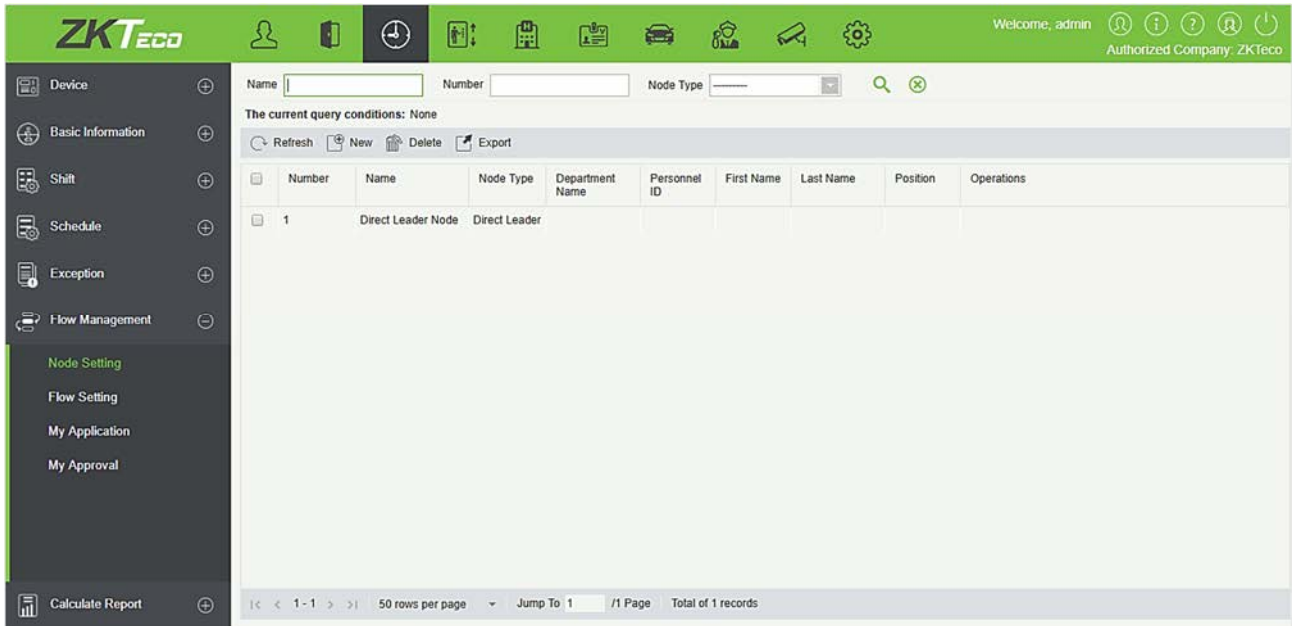 ZKTECO
Welcome, admin
Authorized Company: ZKTeco
Device
Basic Information
Shift
Schedule
Exception
Flow Management
Node Setting
Flow Setting
My Application
My Approval
Calculate Report
Name Number Node Type ---------
The current query conditions: None
Refresh New Delete Export
Number Name Node Type Department Name Personnel ID First Name Last Name Position Operations
1 Direct Leader Node Direct Leader
|< < 1 - 1 > >| 50 rows per page Jump To 1 /1 Page Total of 1 records